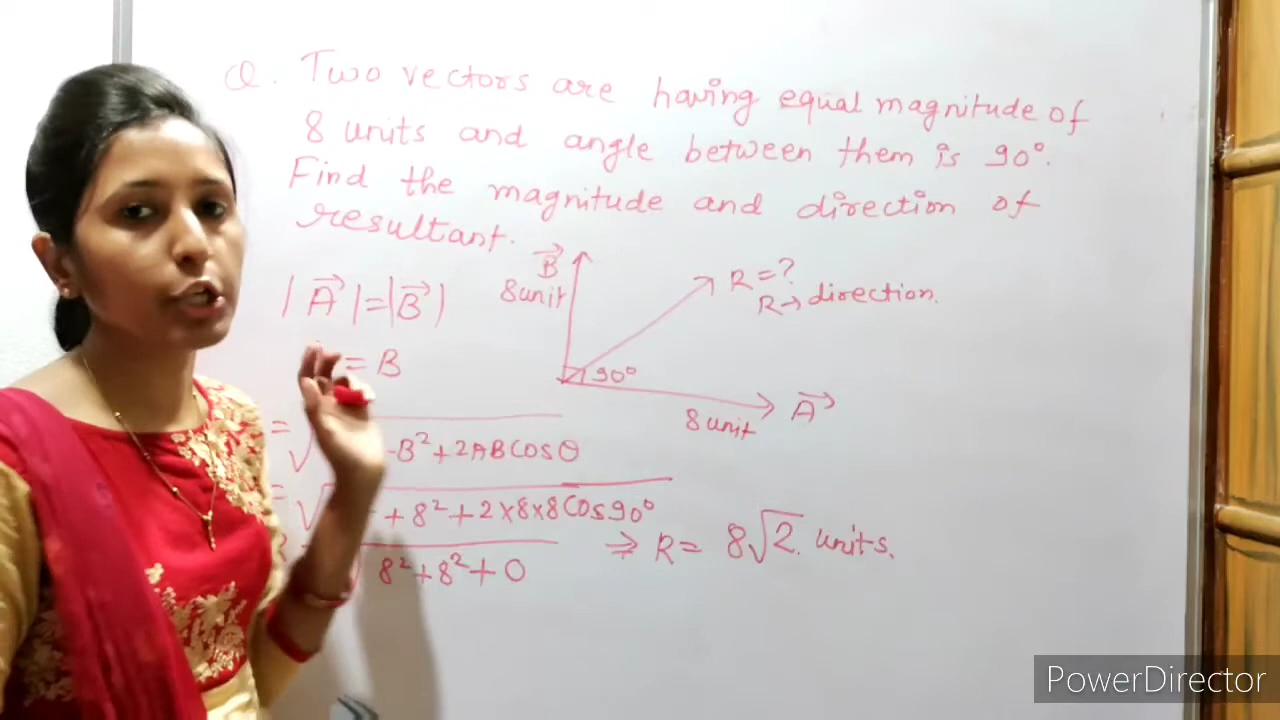 Q. Two vectors are having equal magnitude of
8 units and angle between them is 90°.
Find the magnitude and direction of
resultant.
|A⃗|=|B⃗|
= B
B⃗
8unit
R=?
R→direction.
90°
8 unit
A⃗
= √ B²+2ABCosθ
= √ +8²+2×8×8Cos90°
8²+8²+0
⇒ R= 8√2 units.
PowerDirector